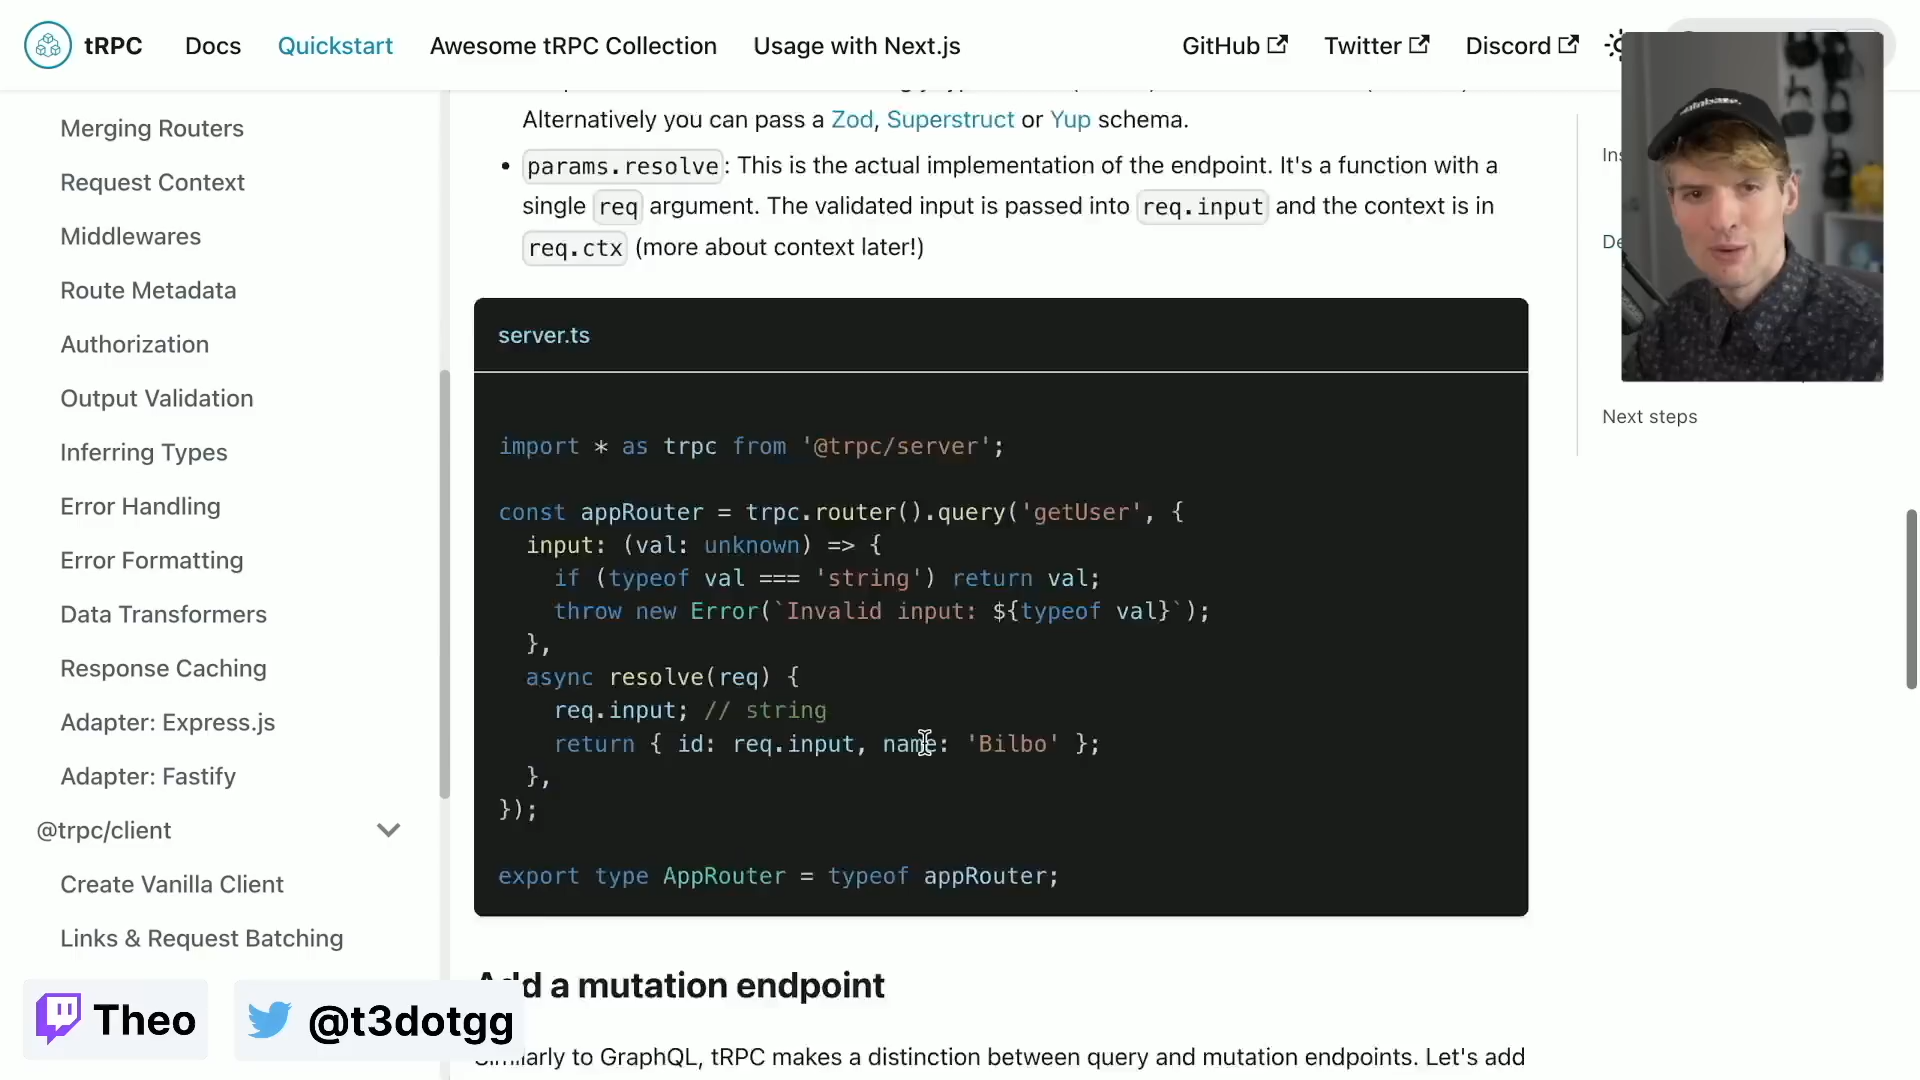 tRPC
Docs
Quickstart
Awesome tRPC Collection
Usage with Next.js
GitHub
Twitter
Discord
Merging Routers
Request Context
Middlewares
Route Metadata
Authorization
Output Validation
Inferring Types
Error Handling
Error Formatting
Data Transformers
Response Caching
Adapter: Express.js
Adapter: Fastify
@trpc/client
Create Vanilla Client
Links & Request Batching
Alternatively you can pass a Zod, Superstruct or Yup schema.
• params.resolve: This is the actual implementation of the endpoint. It's a function with a
single req argument. The validated input is passed into req.input and the context is in
req.ctx (more about context later!)
server.ts
import * as trpc from '@trpc/server';
const appRouter = trpc.router().query('getUser', {
input: (val: unknown) => {
if (typeof val === 'string') return val;
throw new Error(`Invalid input: ${typeof val}`);
},
async resolve(req) {
req.input; // string
return { id: req.input, name: 'Bilbo' };
},
});
export type AppRouter = typeof appRouter;
Add a mutation endpoint
Similarly to GraphQL, tRPC makes a distinction between query and mutation endpoints. Let's add
Next steps
Theo
@t3dotgg